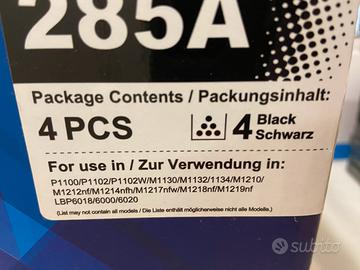 285A
Package Contents / Packungsinhalt:
4 PCS
4 Black
Schwarz
For use in / Zur Verwendung in:
P1100/P1102/P1102W/M1130/M1132/1134/M1210/
M1212nf/M1214nfh/M1217nfw/M1218nf/M1219nf
LBP6018/6000/6020
(List may not contain all models / Die Liste enthält möglicherweise nicht alle Modelle.)
subito